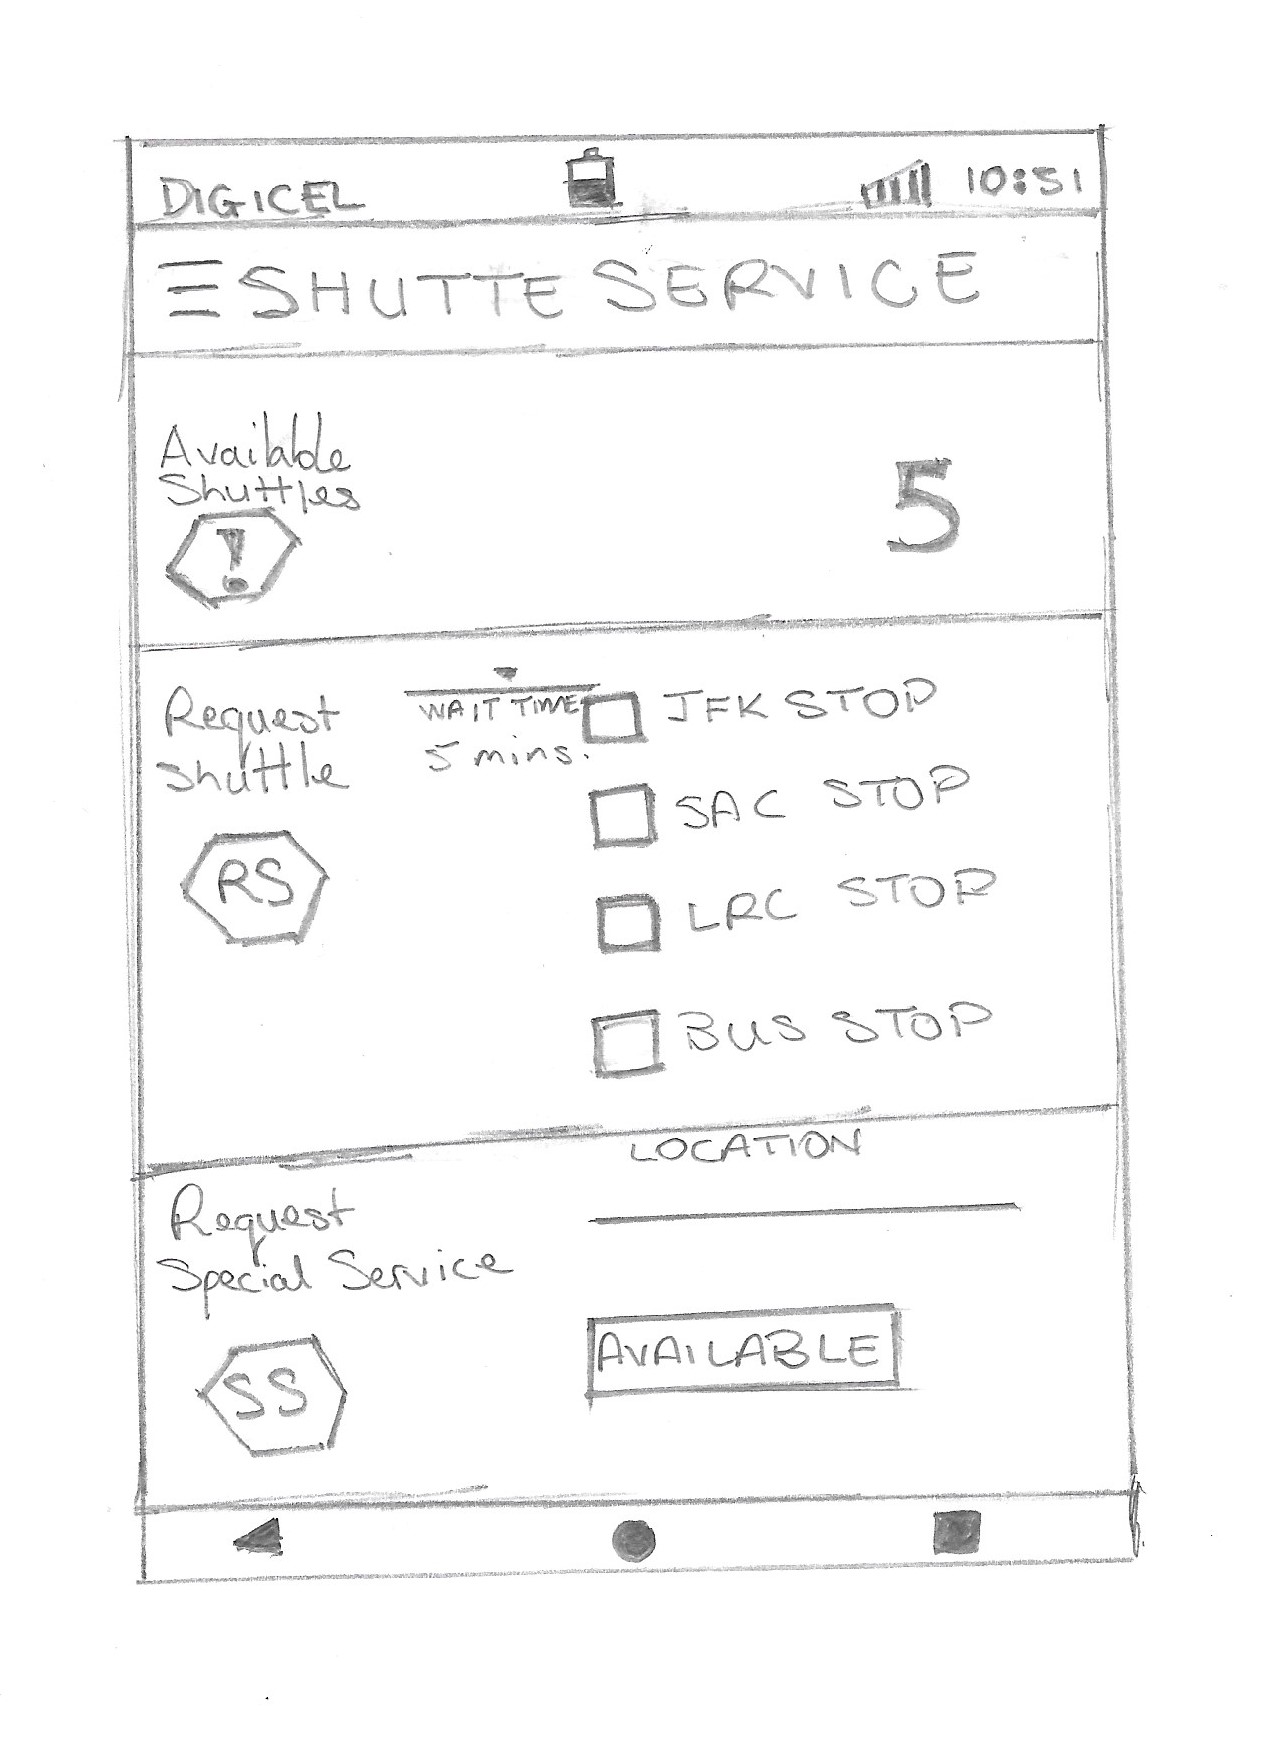 DIGICEL 10:51
SHUTTE SERVICE
Available
Shuttles
!
5
Request
Shuttle
RS
WAIT TIME
5 mins.
JFK STOP
SAC STOP
LRC STOP
BUS STOP
Request
Special Service
SS
LOCATION
AVAILABLE